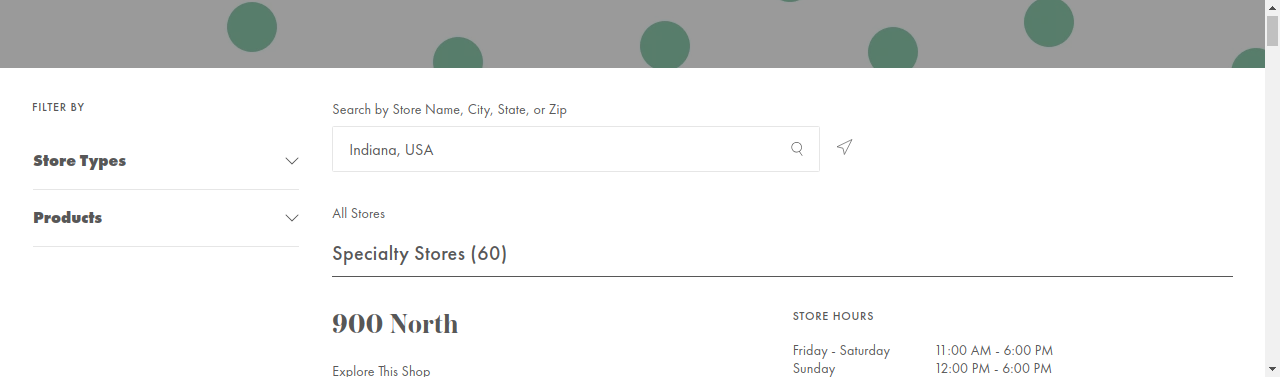 FILTER BY
Store Types
Products
Search by Store Name, City, State, or Zip
Indiana, USA
All Stores
Specialty Stores (60)
900 North
Explore This Shop
STORE HOURS
Friday - Saturday 11:00 AM - 6:00 PM
Sunday 12:00 PM - 6:00 PM